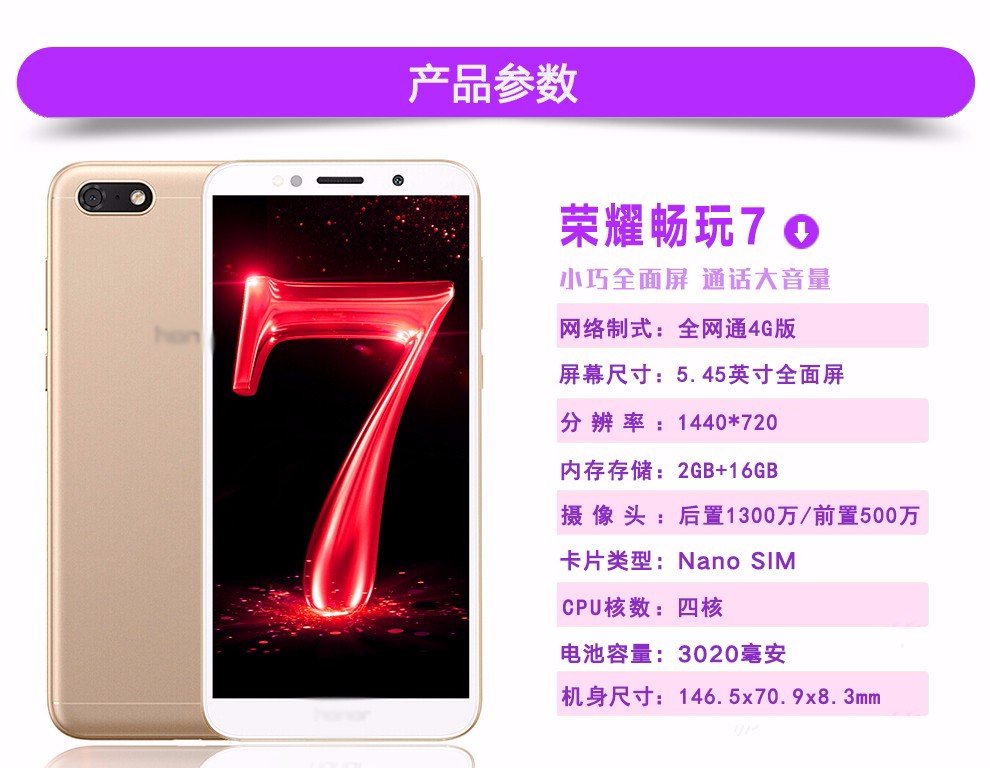 产品参数
荣耀畅玩7
小巧全面屏 通话大音量
网络制式：全网通4G版
屏幕尺寸：5.45英寸全面屏
分辨率：1440*720
内存存储：2GB+16GB
摄像头：后置1300万/前置500万
卡片类型：Nano SIM
CPU核数：四核
电池容量：3020毫安
机身尺寸：146.5x70.9x8.3mm
7
honor